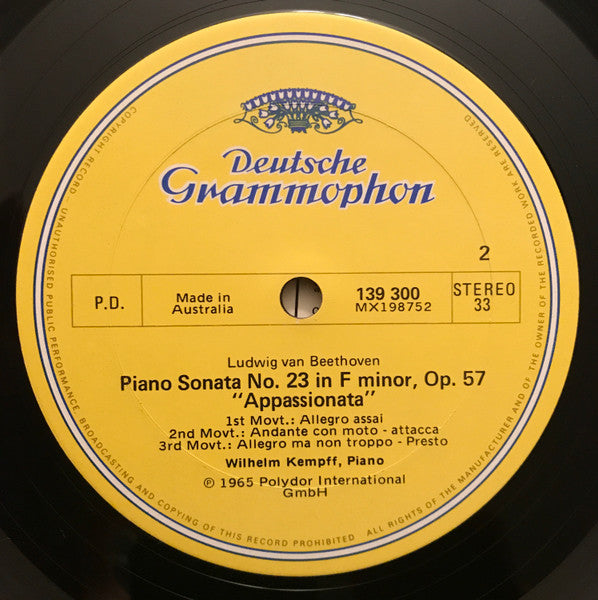 Deutsche
Grammophon
2
P.D.
Made in
Australia
139 300
MX198752
STEREO
33
Ludwig van Beethoven
Piano Sonata No. 23 in F minor, Op. 57
"Appassionata"
1st Movt.: Allegro assai
2nd Movt.: Andante con moto - attacca
3rd Movt.: Allegro ma non troppo - Presto
Wilhelm Kempff, Piano
℗ 1965 Polydor International
GmbH
COPYRIGHT RECORD — UNAUTHORISED PUBLIC PERFORMANCE, BROADCASTING AND COPYING OF THIS RECORD PROHIBITED
ALL RIGHTS OF THE MANUFACTURER AND OF THE OWNER OF THE RECORDED WORK ARE RESERVED